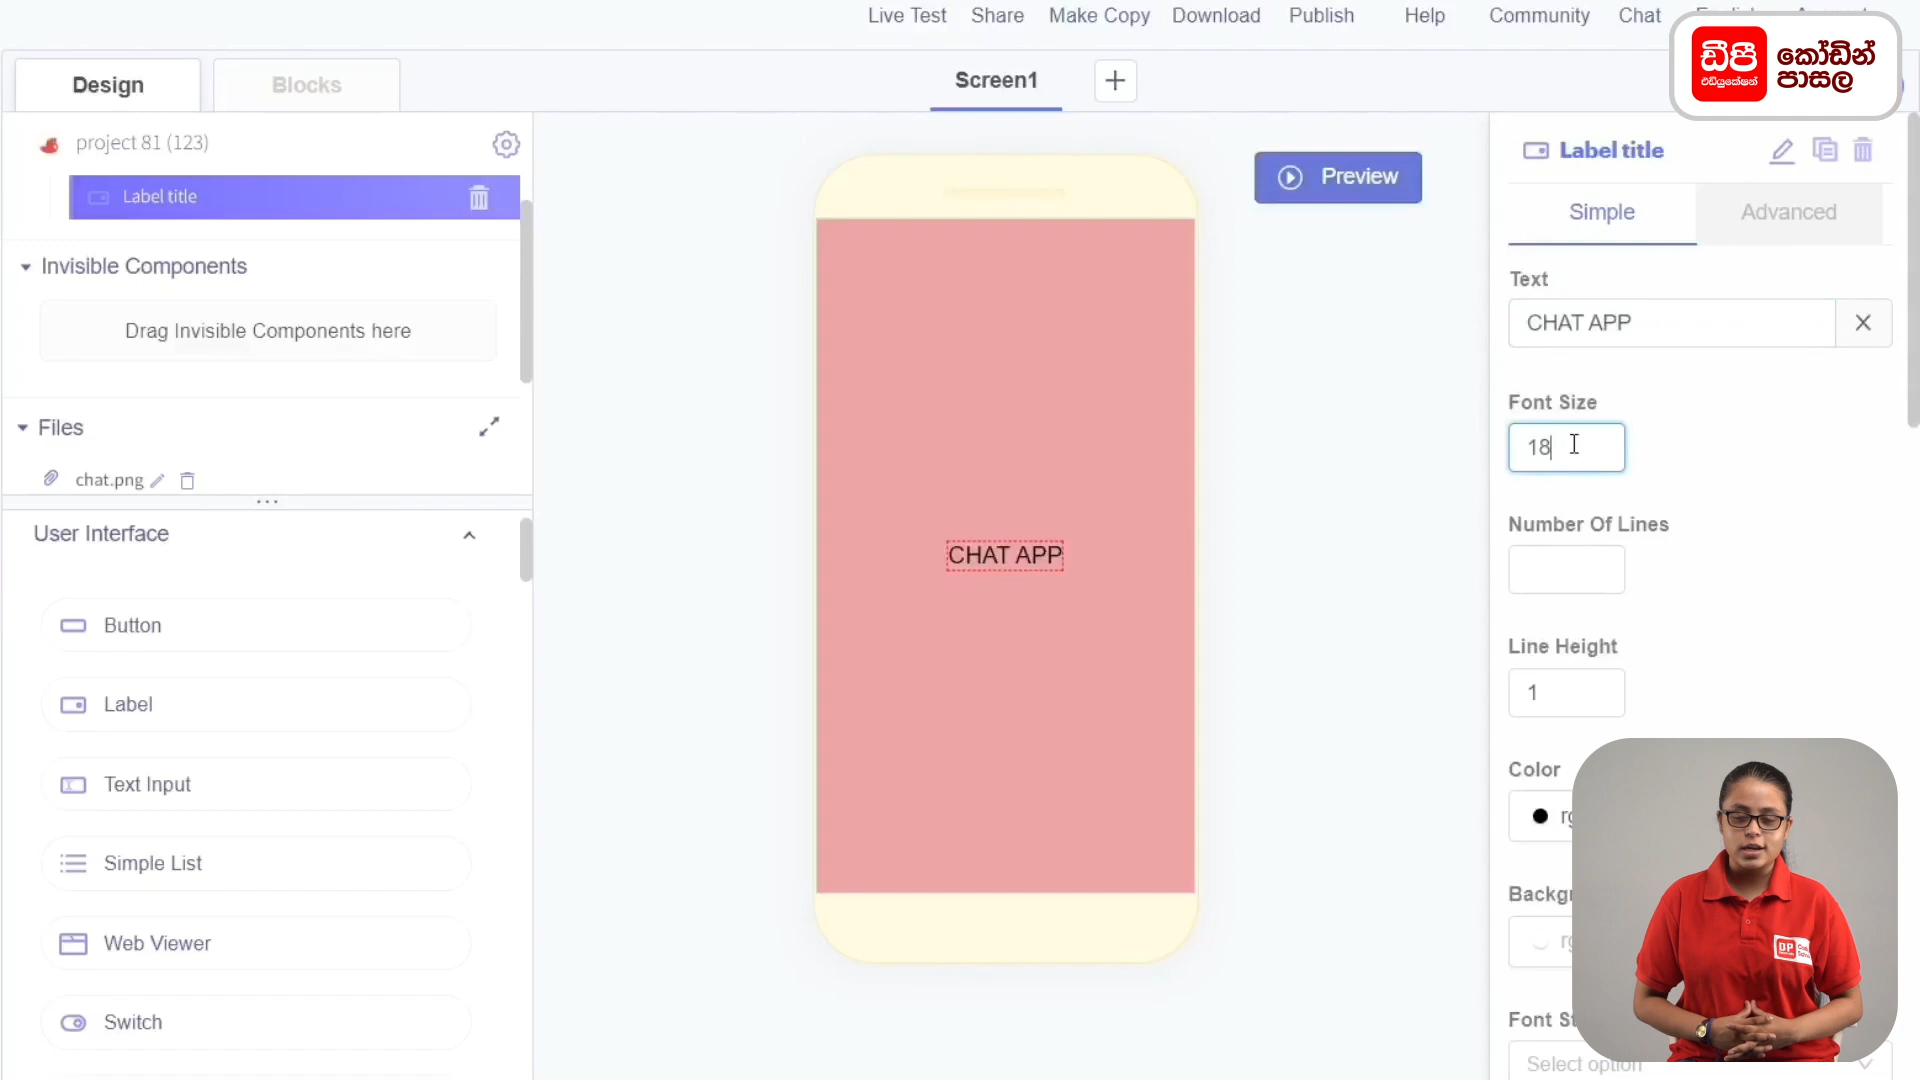 Live Test Share Make Copy Download Publish Help Community Chat
ඩීපී
එඩියුකේෂන්
කෝඩින්
පාසල
Design Blocks Screen1 +
project 81 (123)
Label title
Invisible Components
Drag Invisible Components here
Files
chat.png
User Interface
Button
Label
Text Input
Simple List
Web Viewer
Switch
Preview
CHAT APP
Label title
Simple Advanced
Text
CHAT APP
Font Size
18
Number Of Lines
Line Height
1
Color
Select option
DP